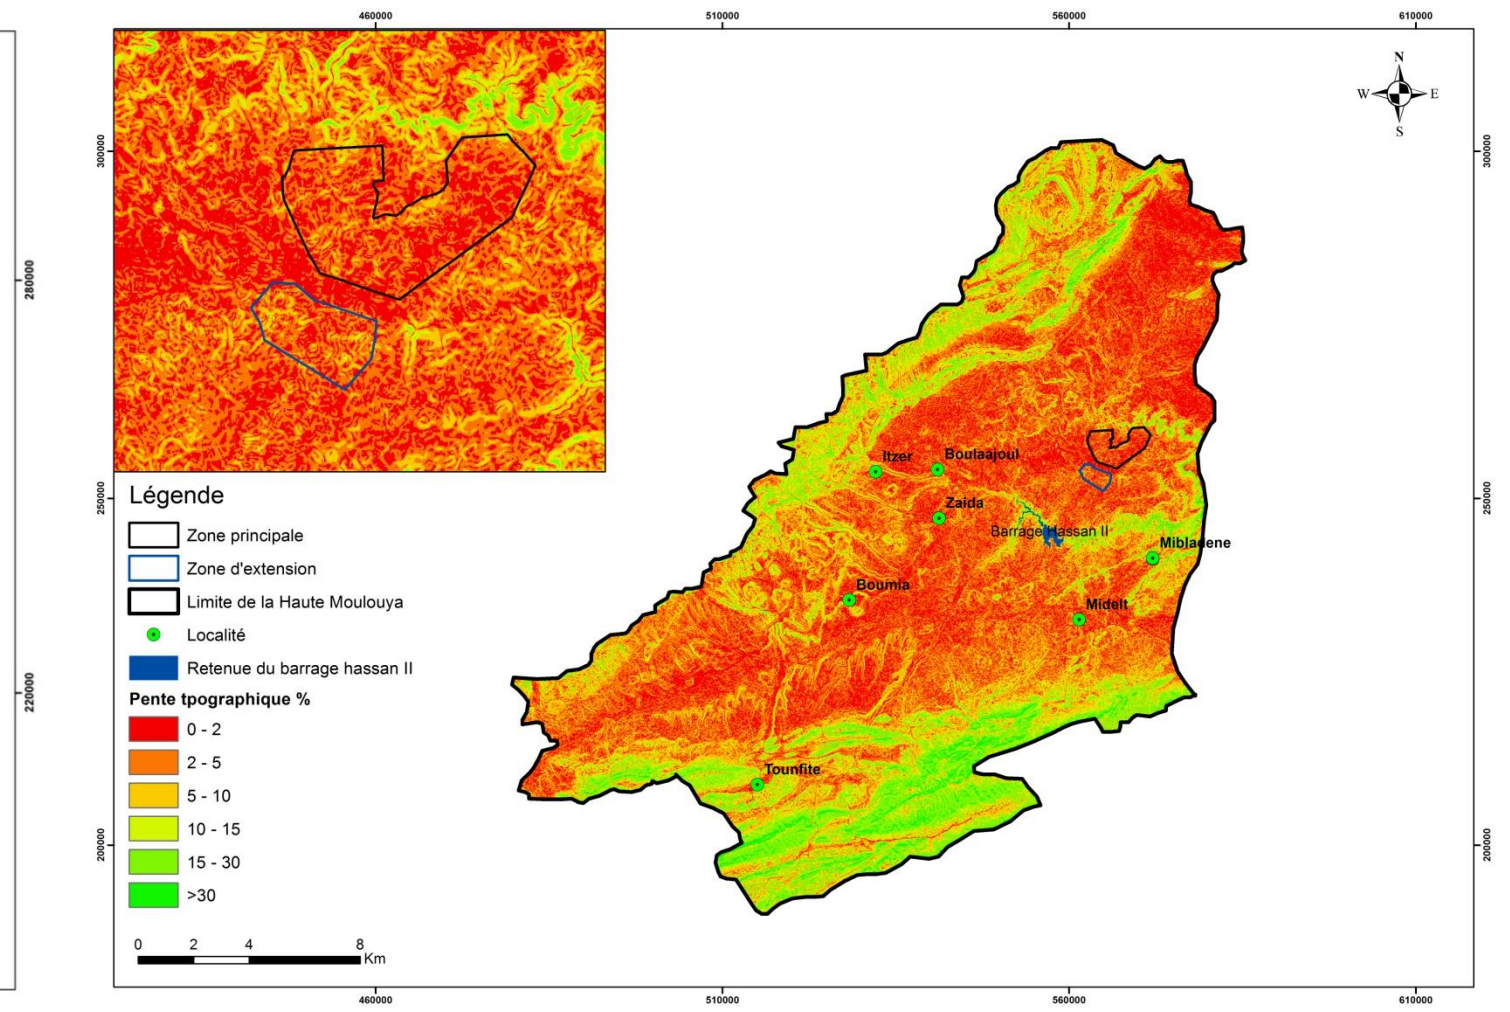 460000
510000
560000
610000
N
W E
S
300000
300000
280000
250000
250000
220000
200000
200000
Itzer
Boulaajoul
Zaida
Barrage Hassan II
Mibladene
Boumia
Midelt
Tounfite
Légende
Zone principale
Zone d'extension
Limite de la Haute Moulouya
Localité
Retenue du barrage hassan II
Pente tpographique %
0 - 2
2 - 5
5 - 10
10 - 15
15 - 30
>30
0 2 4 8
Km
460000
510000
560000
610000